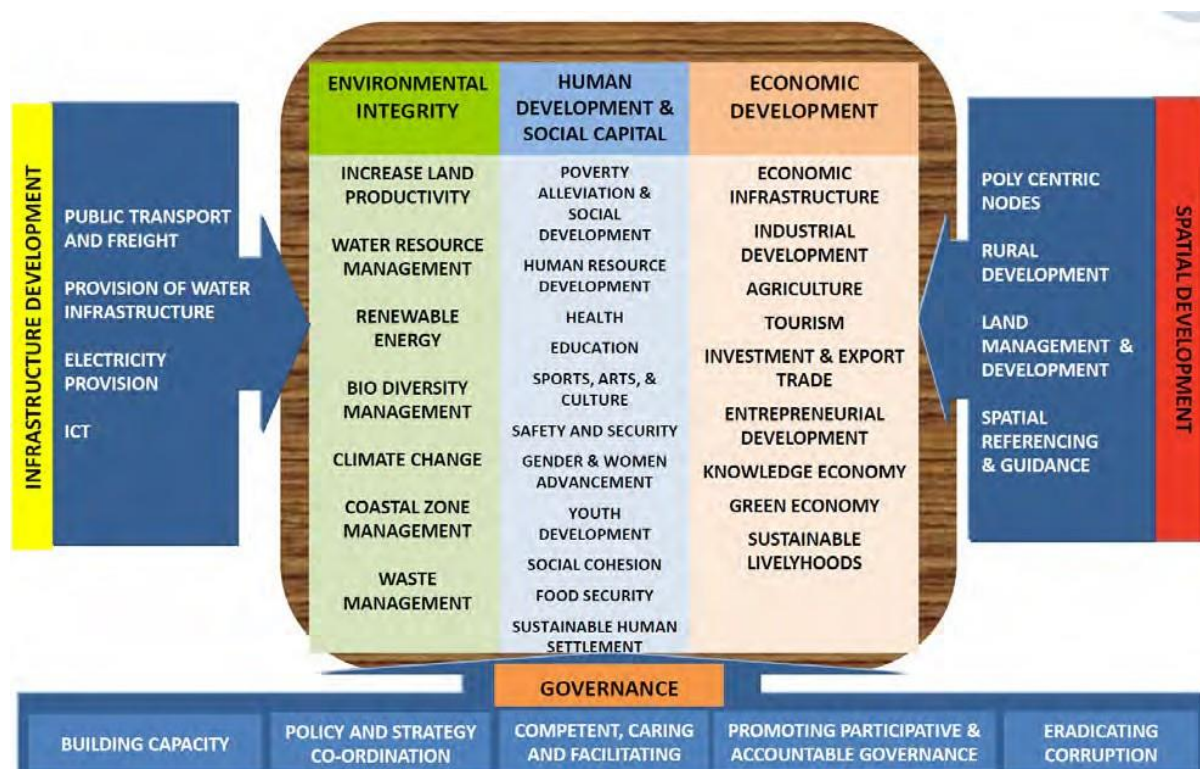 INFRASTRUCTURE DEVELOPMENT
PUBLIC TRANSPORT
AND FREIGHT
PROVISION OF WATER
INFRASTRUCTURE
ELECTRICITY
PROVISION
ICT
ENVIRONMENTAL
INTEGRITY
INCREASE LAND
PRODUCTIVITY
WATER RESOURCE
MANAGEMENT
RENEWABLE
ENERGY
BIO DIVERSITY
MANAGEMENT
CLIMATE CHANGE
COASTAL ZONE
MANAGEMENT
WASTE
MANAGEMENT
HUMAN
DEVELOPMENT &
SOCIAL CAPITAL
POVERTY
ALLEVIATION &
SOCIAL
DEVELOPMENT
HUMAN RESOURCE
DEVELOPMENT
HEALTH
EDUCATION
SPORTS, ARTS, &
CULTURE
SAFETY AND SECURITY
GENDER & WOMEN
ADVANCEMENT
YOUTH
DEVELOPMENT
SOCIAL COHESION
FOOD SECURITY
SUSTAINABLE HUMAN
SETTLEMENT
ECONOMIC
DEVELOPMENT
ECONOMIC
INFRASTRUCTURE
INDUSTRIAL
DEVELOPMENT
AGRICULTURE
TOURISM
INVESTMENT & EXPORT
TRADE
ENTREPRENEURIAL
DEVELOPMENT
KNOWLEDGE ECONOMY
GREEN ECONOMY
SUSTAINABLE
LIVELYHOODS
POLY CENTRIC
NODES
RURAL
DEVELOPMENT
LAND
MANAGEMENT &
DEVELOPMENT
SPATIAL
REFERENCING
& GUIDANCE
SPATIAL DEVELOPMENT
GOVERNANCE
BUILDING CAPACITY
POLICY AND STRATEGY
CO-ORDINATION
COMPETENT, CARING
AND FACILITATING
PROMOTING PARTICIPATIVE &
ACCOUNTABLE GOVERNANCE
ERADICATING
CORRUPTION